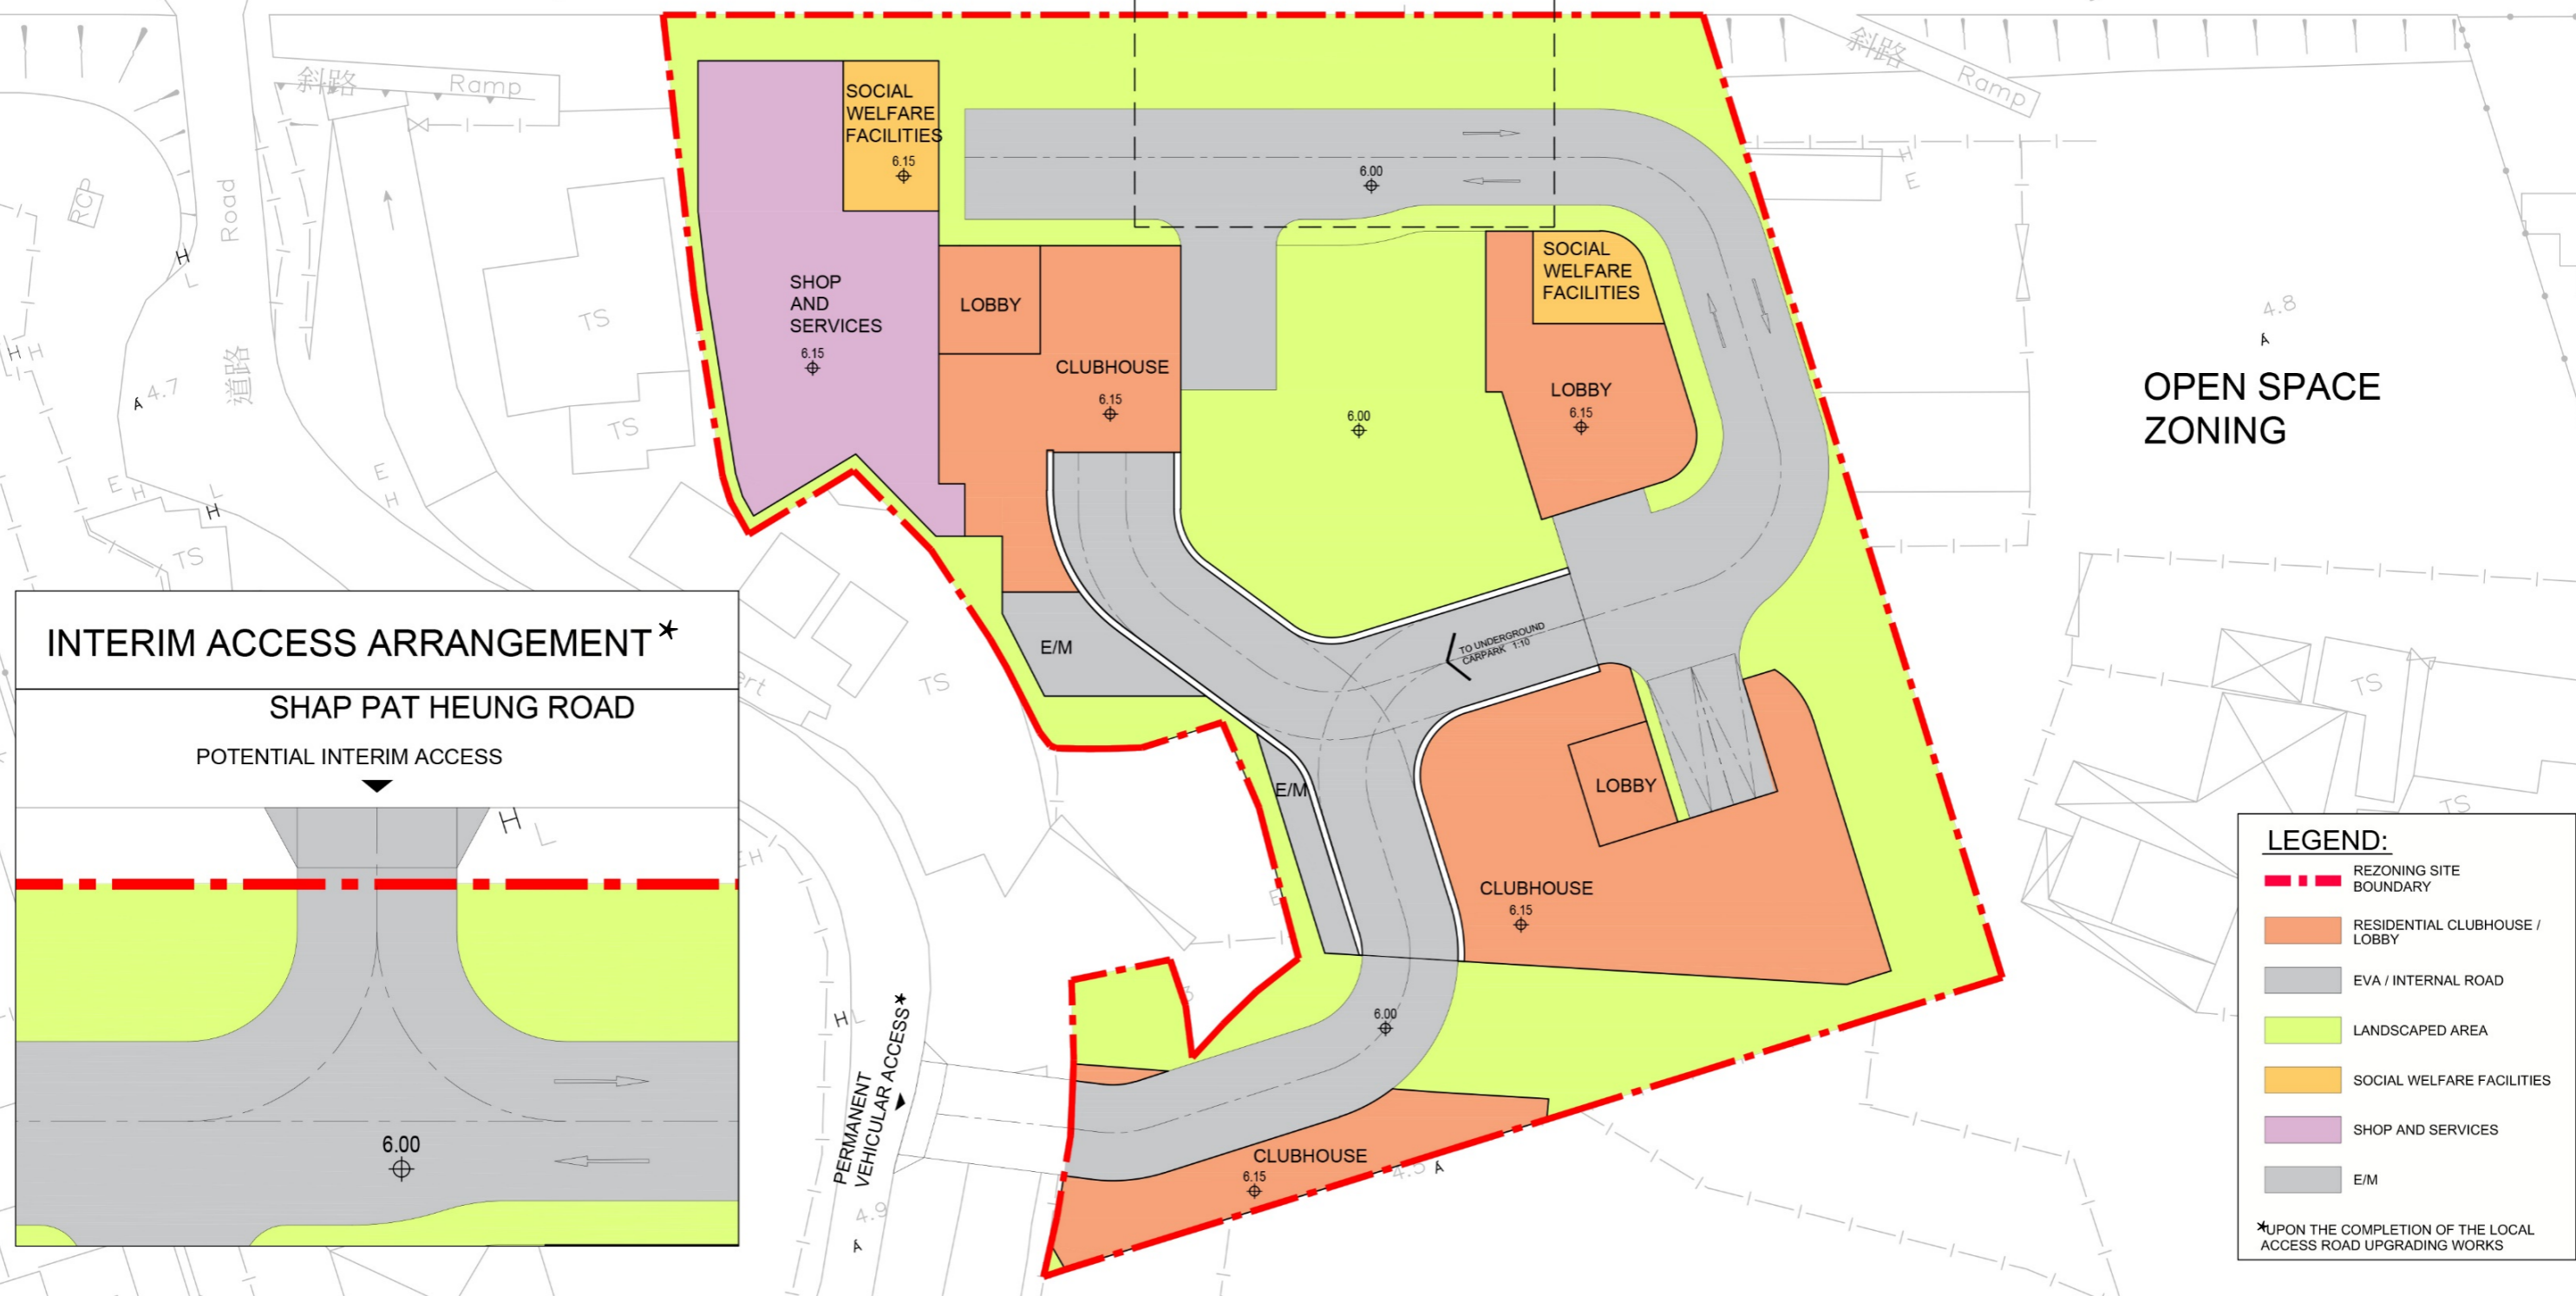 斜路
Ramp
RCP
Road
道路
H
L
4.7
TS
TS
TS
TS
E
H
SOCIAL
WELFARE
FACILITIES
6.15
SHOP
AND
SERVICES
6.15
LOBBY
CLUBHOUSE
6.15
6.00
6.00
SOCIAL
WELFARE
FACILITIES
LOBBY
6.15
斜路
Ramp
H
E
4.8
OPEN SPACE
ZONING
TO UNDERGROUND
CARPARK 1:10
E/M
E/M
LOBBY
CLUBHOUSE
6.15
6.00
CLUBHOUSE
6.15
PERMANENT
VEHICULAR ACCESS*
4.9
TS
TS
INTERIM ACCESS ARRANGEMENT*
SHAP PAT HEUNG ROAD
POTENTIAL INTERIM ACCESS
H
L
6.00
LEGEND:
REZONING SITE
BOUNDARY
RESIDENTIAL CLUBHOUSE /
LOBBY
EVA / INTERNAL ROAD
LANDSCAPED AREA
SOCIAL WELFARE FACILITIES
SHOP AND SERVICES
E/M
*UPON THE COMPLETION OF THE LOCAL
ACCESS ROAD UPGRADING WORKS